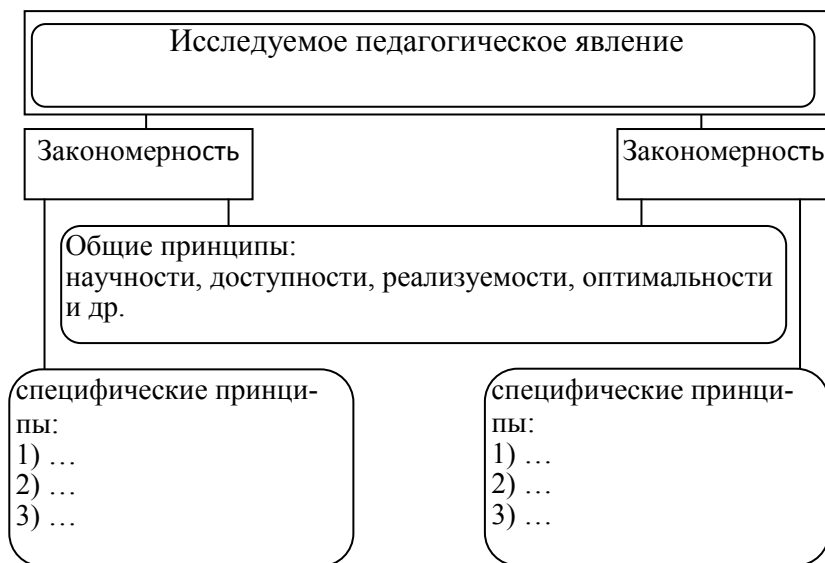 Исследуемое педагогическое явление
Закономерность
Закономерность
Общие принципы:
научности, доступности, реализуемости, оптимальности
и др.
специфические принци-
пы:
1) …
2) …
3) …
специфические принци-
пы:
1) …
2) …
3) …